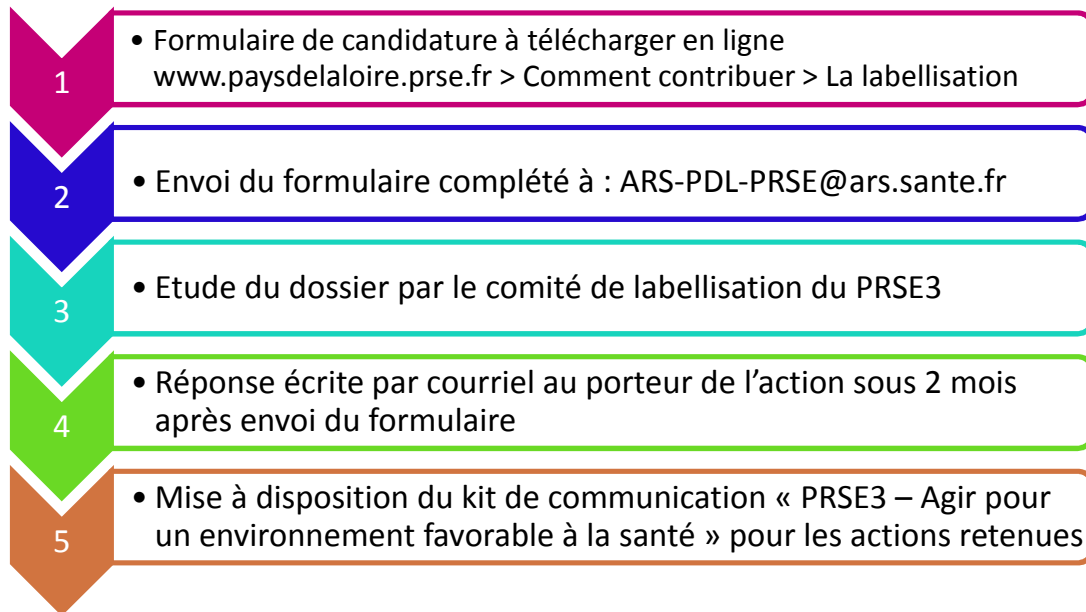 1
• Formulaire de candidature à télécharger en ligne
www.paysdelaloire.prse.fr > Comment contribuer > La labellisation
2
• Envoi du formulaire complété à : ARS-PDL-PRSE@ars.sante.fr
3
• Etude du dossier par le comité de labellisation du PRSE3
4
• Réponse écrite par courriel au porteur de l’action sous 2 mois
après envoi du formulaire
5
• Mise à disposition du kit de communication « PRSE3 – Agir pour
un environnement favorable à la santé » pour les actions retenues